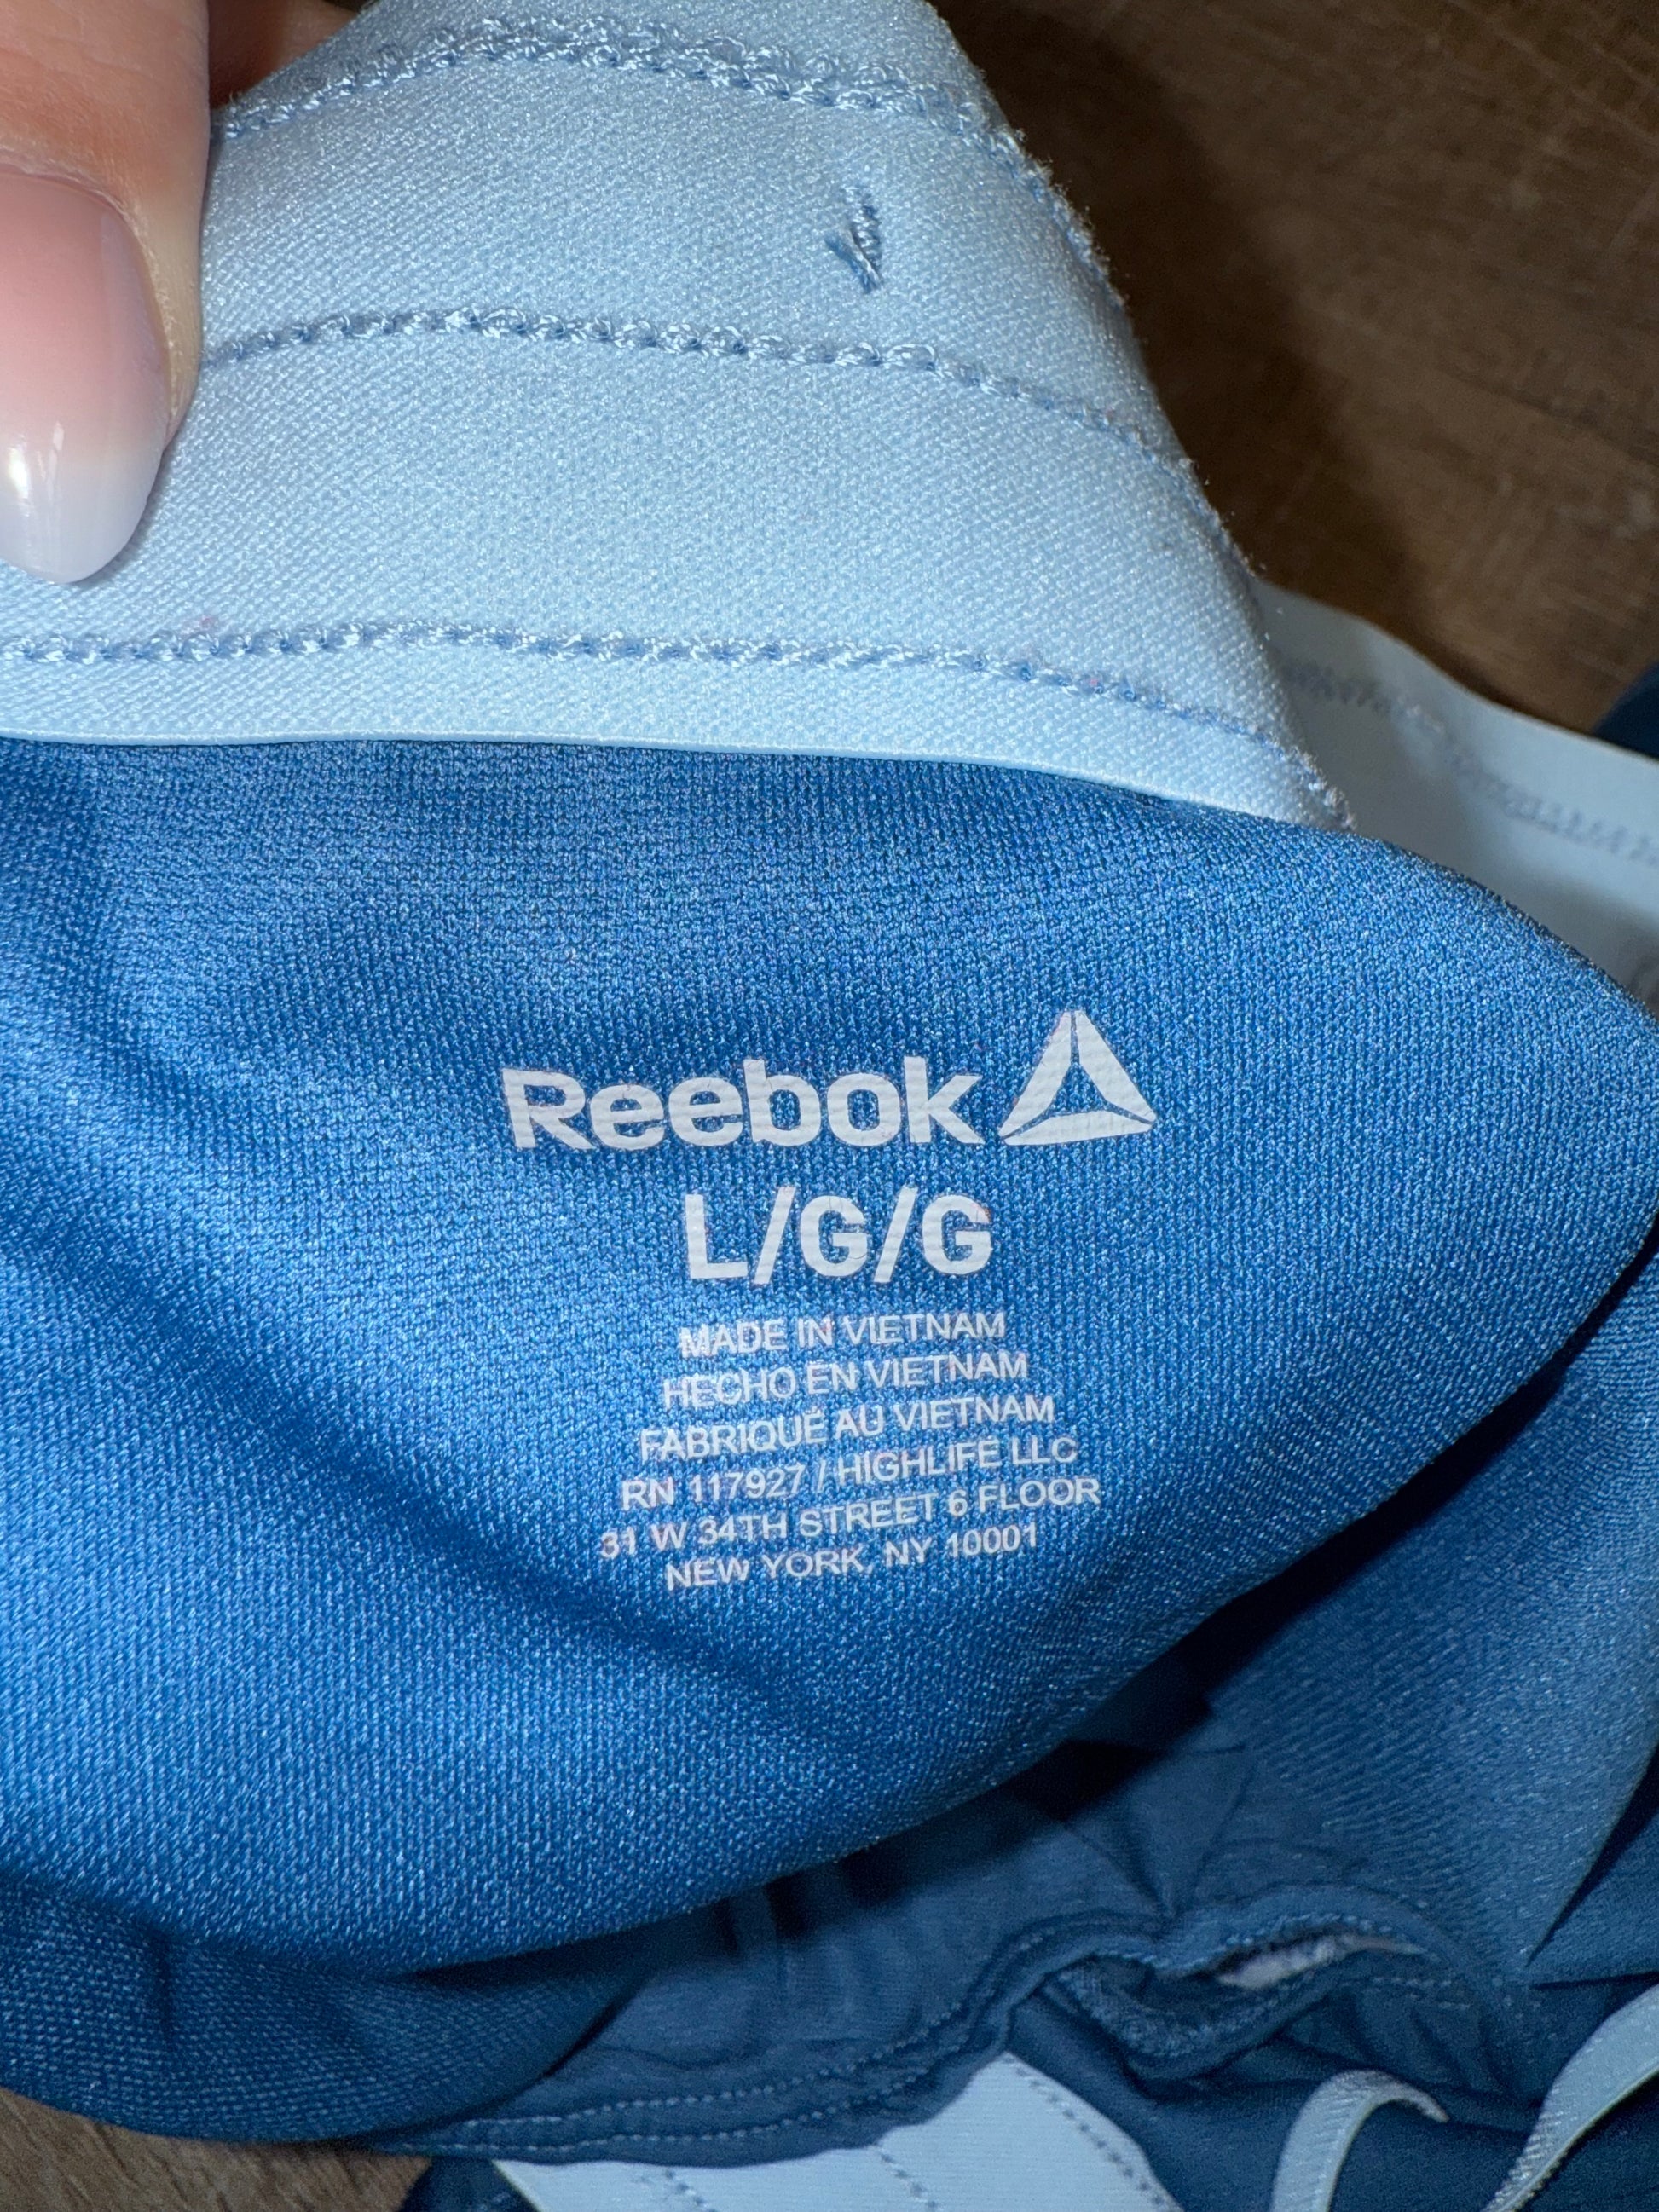 Reebok
L/G/G
MADE IN VIETNAM
HECHO EN VIETNAM
FABRIQUÉ AU VIETNAM
RN 117927 / HIGHLIFE LLC
31 W 34TH STREET 6 FLOOR
NEW YORK, NY 10001